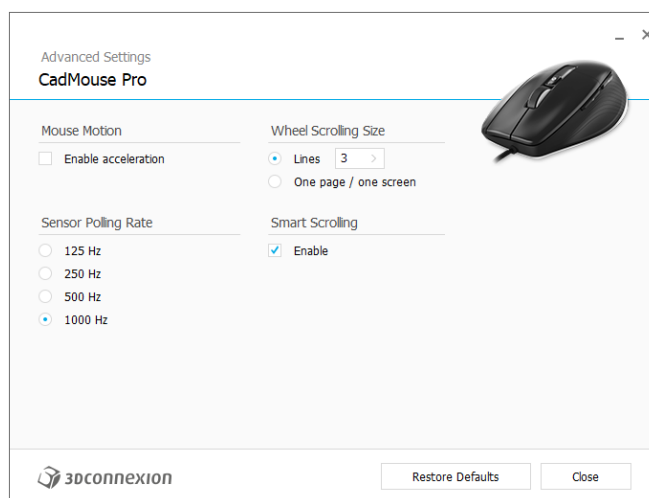 Advanced Settings
CadMouse Pro
Mouse Motion
Enable acceleration
Wheel Scrolling Size
Lines 3
One page / one screen
Sensor Polling Rate
125 Hz
250 Hz
500 Hz
1000 Hz
Smart Scrolling
Enable
3Dconnexion
Restore Defaults
Close